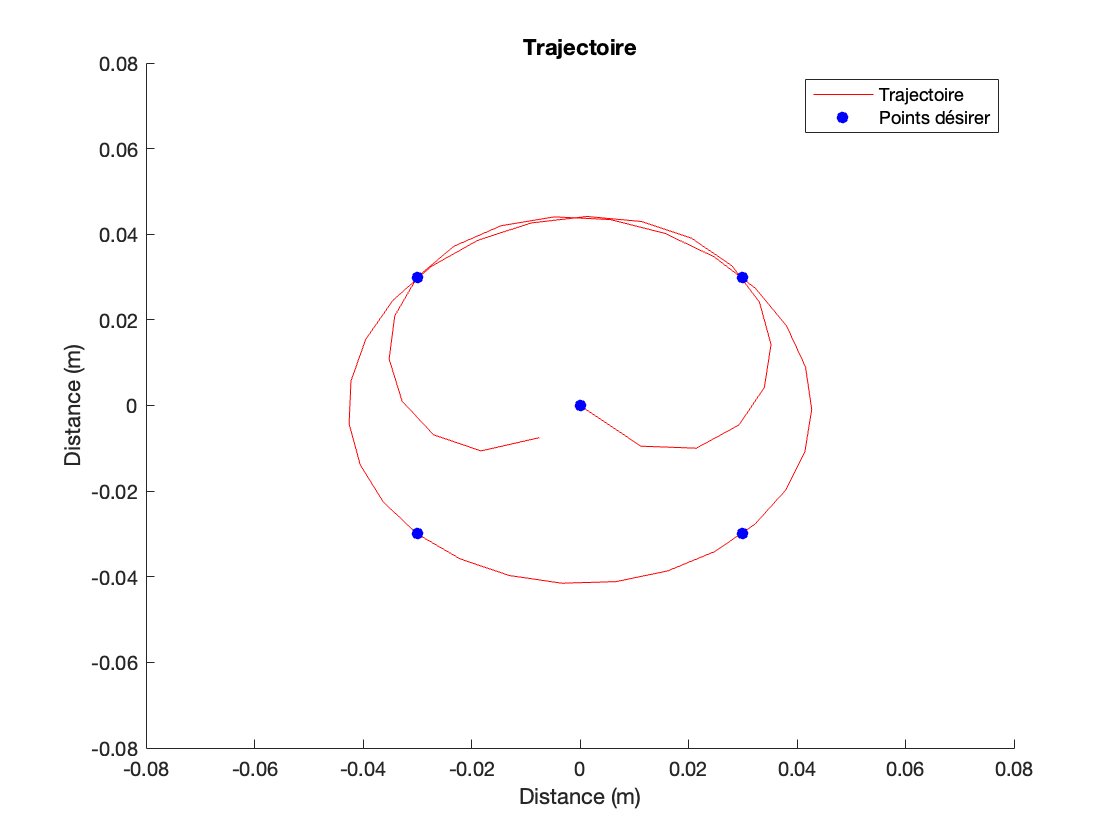 Trajectoire
0.08
0.06
0.04
0.02
0
-0.02
-0.04
-0.06
-0.08
Distance (m)
Trajectoire
Points désirer
-0.08 -0.06 -0.04 -0.02 0 0.02 0.04 0.06 0.08
Distance (m)